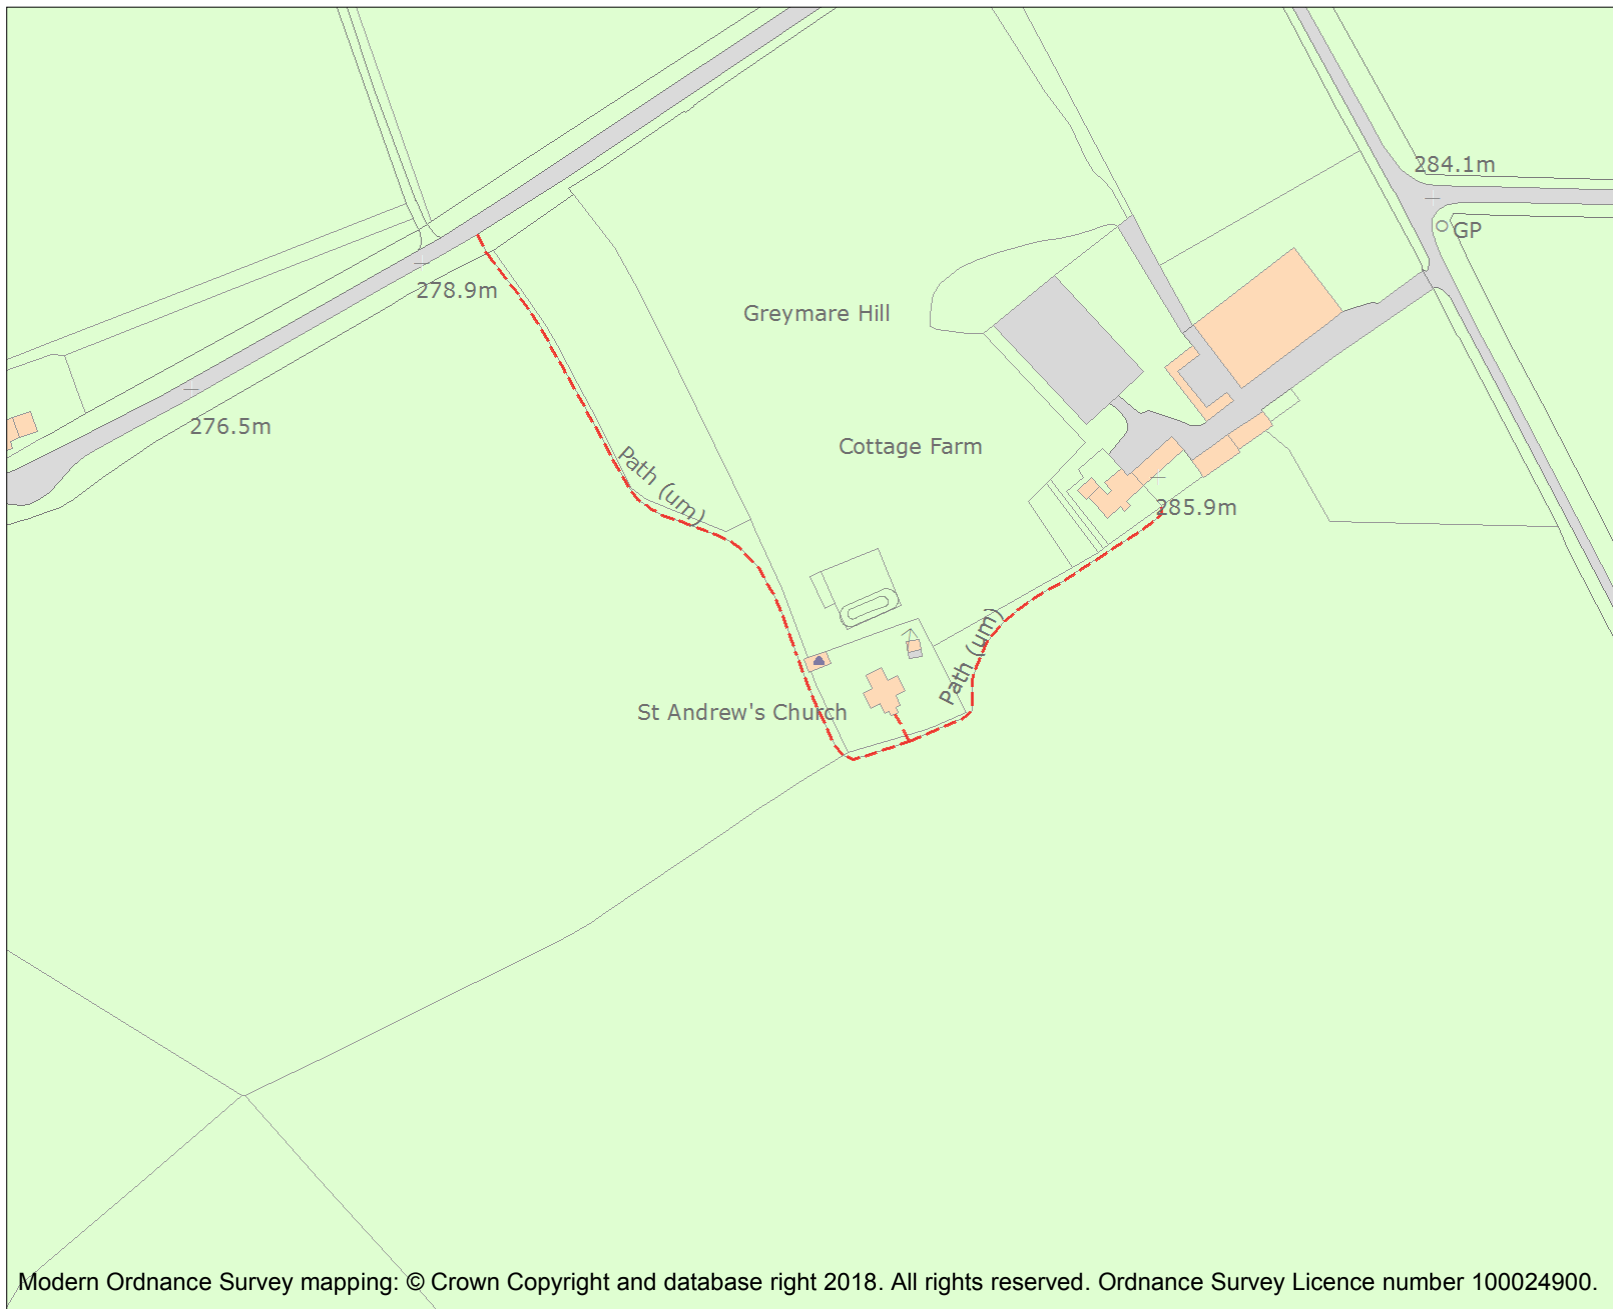 284.1m
GP
278.9m
Greymare Hill
276.5m
Cottage Farm
Path (um)
285.9m
Path (um)
St Andrew's Church
Modern Ordnance Survey mapping: © Crown Copyright and database right 2018. All rights reserved. Ordnance Survey Licence number 100024900.